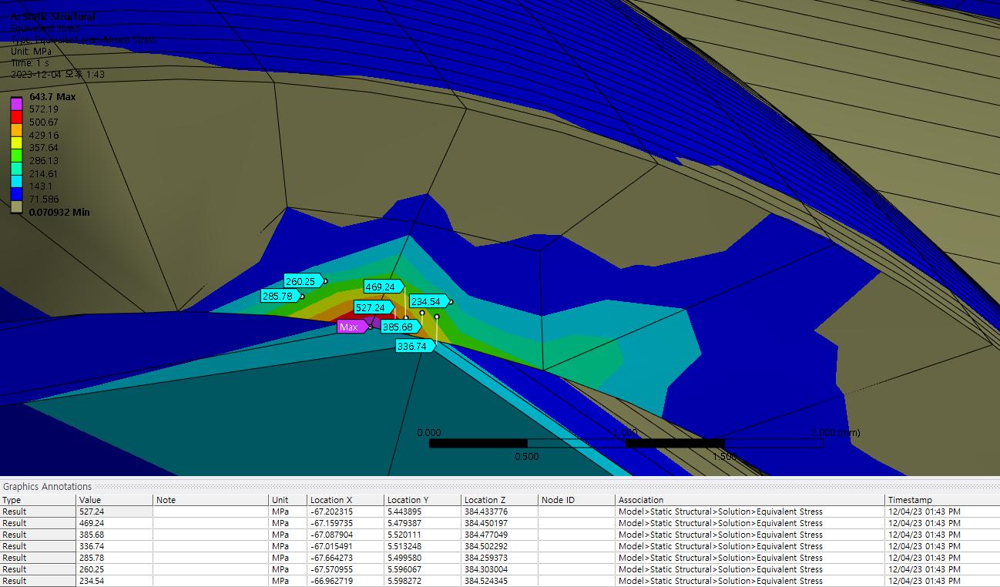 A: Static Structural
Equivalent Stress
Type: Equivalent (von-Mises) Stress
Unit: MPa
Time: 1 s
2023-12-04 오후 1:43
643.7 Max
572.19
500.67
429.16
357.64
286.13
214.61
143.1
71.586
0.070932 Min
260.25
285.78
469.24
234.54
527.24
Max
385.68
336.74
0.000 1.000 2.000 (mm)
0.500 1.500
Graphics Annotations
Type Value Note Unit Location X Location Y Location Z Node ID Association Timestamp
Result 527.24 MPa -67.202315 5.443895 384.433776 Model>Static Structural>Solution>Equivalent Stress 12/04/23 01:43 PM
Result 469.24 MPa -67.159735 5.479387 384.450197 Model>Static Structural>Solution>Equivalent Stress 12/04/23 01:43 PM
Result 385.68 MPa -67.087904 5.520111 384.477049 Model>Static Structural>Solution>Equivalent Stress 12/04/23 01:43 PM
Result 336.74 MPa -67.015491 5.513248 384.502292 Model>Static Structural>Solution>Equivalent Stress 12/04/23 01:43 PM
Result 285.78 MPa -67.664273 5.499580 384.259373 Model>Static Structural>Solution>Equivalent Stress 12/04/23 01:43 PM
Result 260.25 MPa -67.570955 5.596067 384.303004 Model>Static Structural>Solution>Equivalent Stress 12/04/23 01:43 PM
Result 234.54 MPa -66.962719 5.598272 384.524345 Model>Static Structural>Solution>Equivalent Stress 12/04/23 01:43 PM